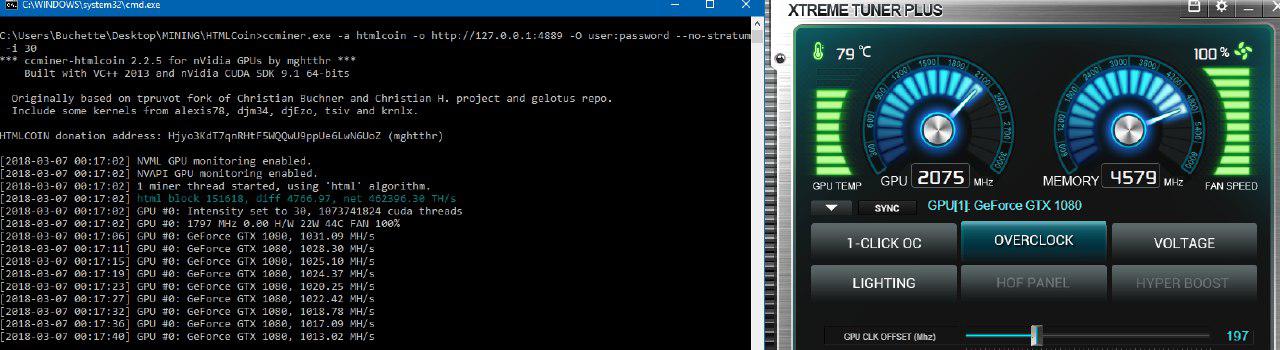 C:\WINDOWS\system32\cmd.exe
C:\Users\Buchette\Desktop\MINING\HTMLCoin>ccminer.exe -a htmlcoin -o http://127.0.0.1:4889 -O user:password --no-stratum
-i 30
*** ccminer-htmlcoin 2.2.5 for nVidia GPUs by mghtthr ***
Built with VC++ 2013 and nVidia CUDA SDK 9.1 64-bits
Originally based on tpruvot fork of Christian Buchner and Christian H. project and gelotus repo.
Include some kernels from alexis78, djm34, djEzo, tsiv and krnlx.
HTMLCOIN donation address: Hjyo3KdT7qnRHtF5WQQwU9ppUe6LwN6UoZ (mghtthr)
[2018-03-07 00:17:02] NVML GPU monitoring enabled.
[2018-03-07 00:17:02] NVAPI GPU monitoring enabled.
[2018-03-07 00:17:02] 1 miner thread started, using 'html' algorithm.
[2018-03-07 00:17:02] html block 151618, diff 4766.97, net 462396.30 TH/s
[2018-03-07 00:17:02] GPU #0: Intensity set to 30, 1073741824 cuda threads
[2018-03-07 00:17:02] GPU #0: 1797 MHz 0.00 H/W 22W 44C FAN 100%
[2018-03-07 00:17:06] GPU #0: GeForce GTX 1080, 1031.09 MH/s
[2018-03-07 00:17:11] GPU #0: GeForce GTX 1080, 1028.30 MH/s
[2018-03-07 00:17:15] GPU #0: GeForce GTX 1080, 1025.10 MH/s
[2018-03-07 00:17:19] GPU #0: GeForce GTX 1080, 1024.37 MH/s
[2018-03-07 00:17:23] GPU #0: GeForce GTX 1080, 1020.25 MH/s
[2018-03-07 00:17:27] GPU #0: GeForce GTX 1080, 1022.42 MH/s
[2018-03-07 00:17:32] GPU #0: GeForce GTX 1080, 1018.78 MH/s
[2018-03-07 00:17:36] GPU #0: GeForce GTX 1080, 1017.09 MH/s
[2018-03-07 00:17:40] GPU #0: GeForce GTX 1080, 1013.02 MH/s
XTREME TUNER PLUS
79 ℃
100 %
GPU TEMP
GPU 2075 MHz
MEMORY 4579 MHz
FAN SPEED
SYNC
GPU[1]: GeForce GTX 1080
1-CLICK OC
OVERCLOCK
VOLTAGE
LIGHTING
HOF PANEL
HYPER BOOST
GPU CLK OFFSET (Mhz)
197